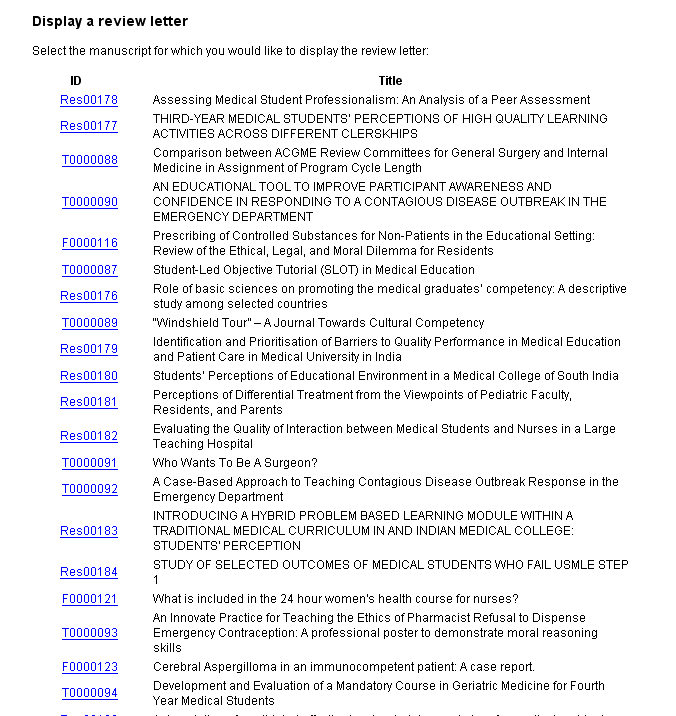 Display a review letter
Select the manuscript for which you would like to display the review letter:
ID Title
Res00178 Assessing Medical Student Professionalism: An Analysis of a Peer Assessment
Res00177 THIRD-YEAR MEDICAL STUDENTS' PERCEPTIONS OF HIGH QUALITY LEARNING
ACTIVITIES ACROSS DIFFERENT CLERSKHIPS
T0000088 Comparison between ACGME Review Committees for General Surgery and Internal
Medicine in Assignment of Program Cycle Length
T0000090 AN EDUCATIONAL TOOL TO IMPROVE PARTICIPANT AWARENESS AND
CONFIDENCE IN RESPONDING TO A CONTAGIOUS DISEASE OUTBREAK IN THE
EMERGENCY DEPARTMENT
F0000116 Prescribing of Controlled Substances for Non-Patients in the Educational Setting:
Review of the Ethical, Legal, and Moral Dilemma for Residents
T0000087 Student-Led Objective Tutorial (SLOT) in Medical Education
Res00176 Role of basic sciences on promoting the medical graduates' competency: A descriptive
study among selected countries
T0000089 "Windshield Tour" – A Journal Towards Cultural Competency
Res00179 Identification and Prioritisation of Barriers to Quality Performance in Medical Education
and Patient Care in Medical University in India
Res00180 Students' Perceptions of Educational Environment in a Medical College of South India
Res00181 Perceptions of Differential Treatment from the Viewpoints of Pediatric Faculty,
Residents, and Parents
Res00182 Evaluating the Quality of Interaction between Medical Students and Nurses in a Large
Teaching Hospital
T0000091 Who Wants To Be A Surgeon?
T0000092 A Case-Based Approach to Teaching Contagious Disease Outbreak Response in the
Emergency Department
Res00183 INTRODUCING A HYBRID PROBLEM BASED LEARNING MODULE WITHIN A
TRADITIONAL MEDICAL CURRICULUM IN AND INDIAN MEDICAL COLLEGE:
STUDENTS' PERCEPTION
Res00184 STUDY OF SELECTED OUTCOMES OF MEDICAL STUDENTS WHO FAIL USMLE STEP
1
F0000121 What is included in the 24 hour women's health course for nurses?
T0000093 An Innovate Practice for Teaching the Ethics of Pharmacist Refusal to Dispense
Emergency Contraception: A professional poster to demonstrate moral reasoning
skills
F0000123 Cerebral Aspergilloma in an immunocompetent patient: A case report.
T0000094 Development and Evaluation of a Mandatory Course in Geriatric Medicine for Fourth
Year Medical Students